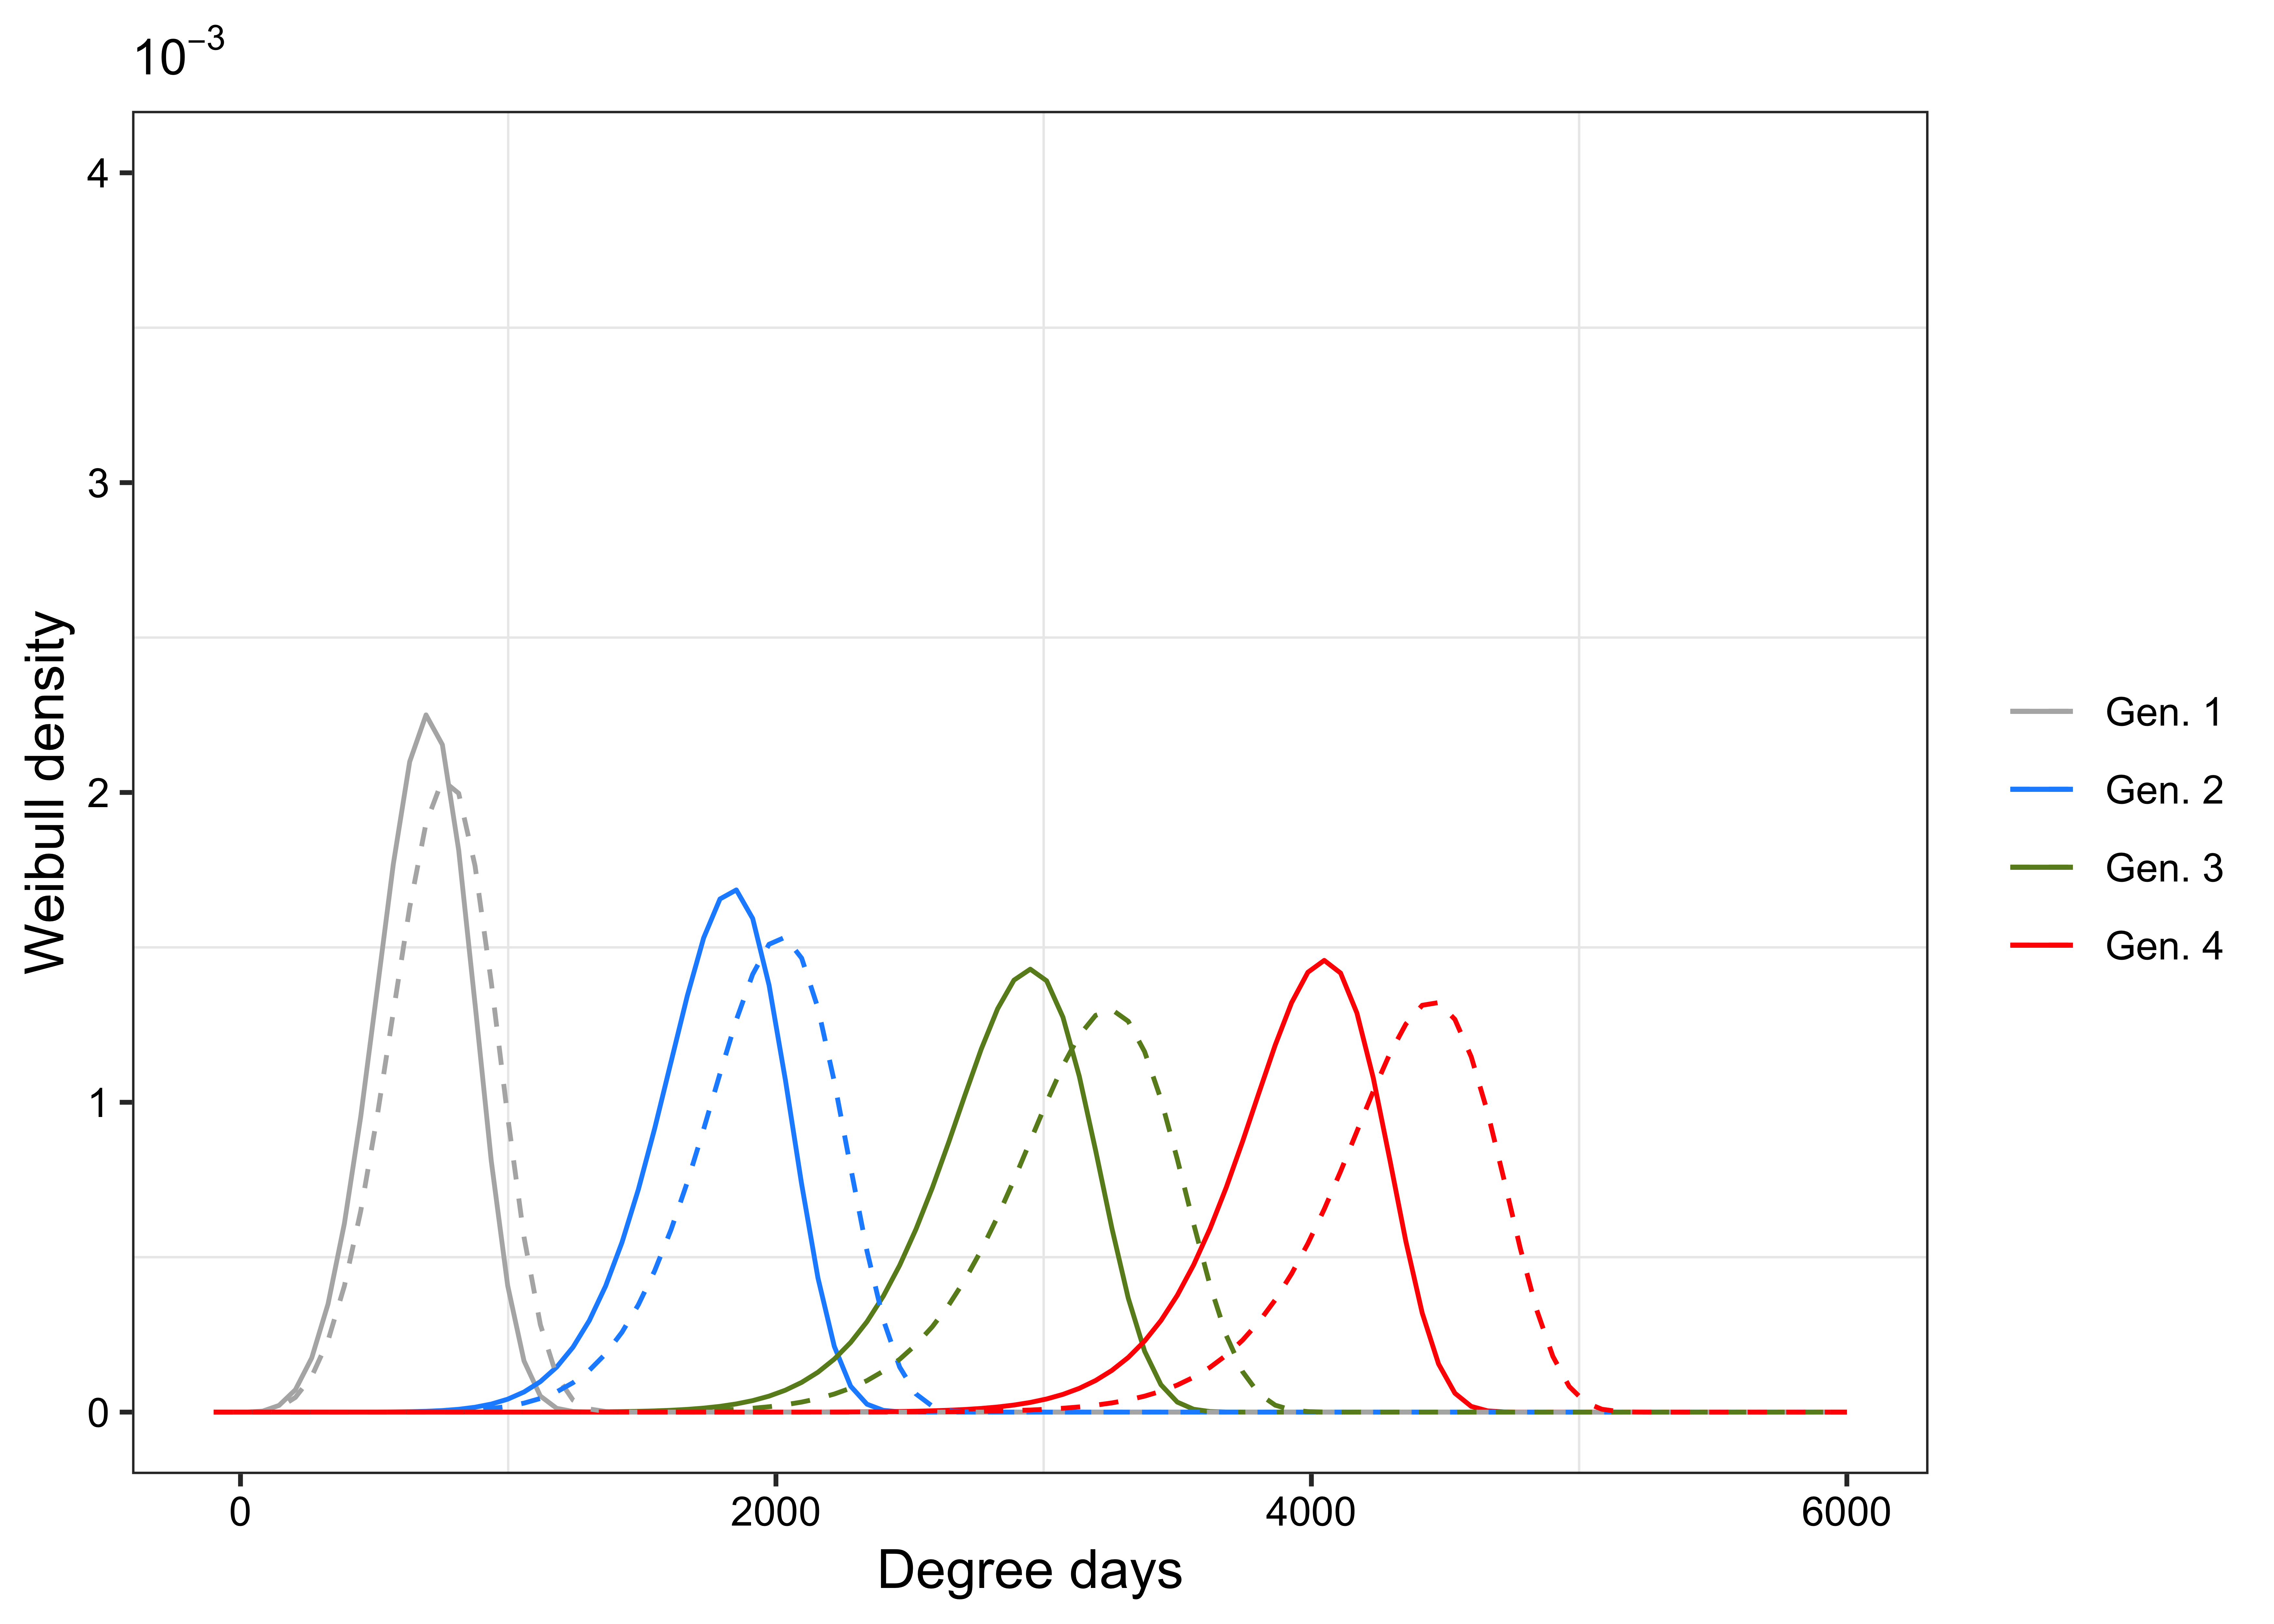 10⁻³
4
3
2
1
0
Weibull density
0 2000 4000 6000
Degree days
Gen. 1
Gen. 2
Gen. 3
Gen. 4